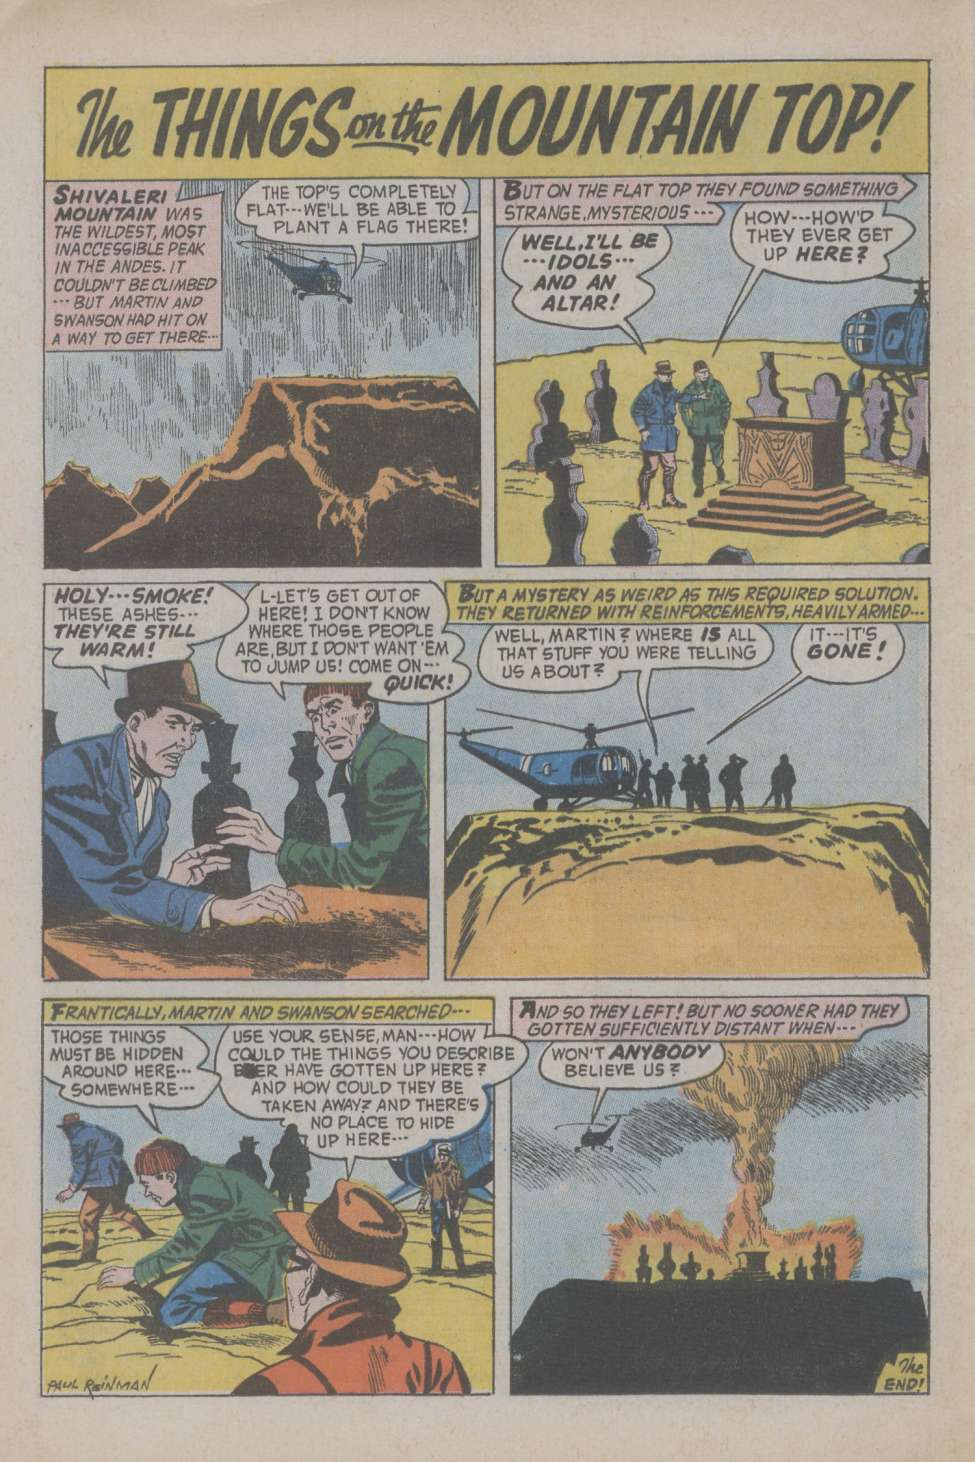 The THINGS on the MOUNTAIN TOP!
SHIVALERI
MOUNTAIN WAS
THE WILDEST, MOST
INACCESSIBLE PEAK
IN THE ANDES. IT
COULDN'T BE CLIMBED
--- BUT MARTIN AND
SWANSON HAD HIT ON
A WAY TO GET THERE---
THE TOP'S COMPLETELY
FLAT---WE'LL BE ABLE TO
PLANT A FLAG THERE!
BUT ON THE FLAT TOP THEY FOUND SOMETHING
STRANGE, MYSTERIOUS---
WELL, I'LL BE
---IDOLS---
AND AN
ALTAR!
HOW---HOW'D
THEY EVER GET
UP HERE?
HOLY---SMOKE!
THESE ASHES---
THEY'RE STILL
WARM!
L-LET'S GET OUT OF
HERE! I DON'T KNOW
WHERE THOSE PEOPLE
ARE, BUT I DON'T WANT 'EM
TO JUMP US! COME ON---
QUICK!
BUT A MYSTERY AS WEIRD AS THIS REQUIRED SOLUTION.
THEY RETURNED WITH REINFORCEMENTS, HEAVILY ARMED---
WELL, MARTIN? WHERE IS ALL
THAT STUFF YOU WERE TELLING
US ABOUT?
IT---IT'S
GONE!
FRANTICALLY, MARTIN AND SWANSON SEARCHED---
THOSE THINGS
MUST BE HIDDEN
AROUND HERE---
SOMEWHERE---
USE YOUR SENSE, MAN---HOW
COULD THE THINGS YOU DESCRIBE
EVER HAVE GOTTEN UP HERE?
AND HOW COULD THEY BE
TAKEN AWAY? AND THERE'S
NO PLACE TO HIDE
UP HERE---
PAUL REINMAN
AND SO THEY LEFT! BUT NO SOONER HAD THEY
GOTTEN SUFFICIENTLY DISTANT WHEN---
WON'T ANYBODY
BELIEVE US?
The
END!